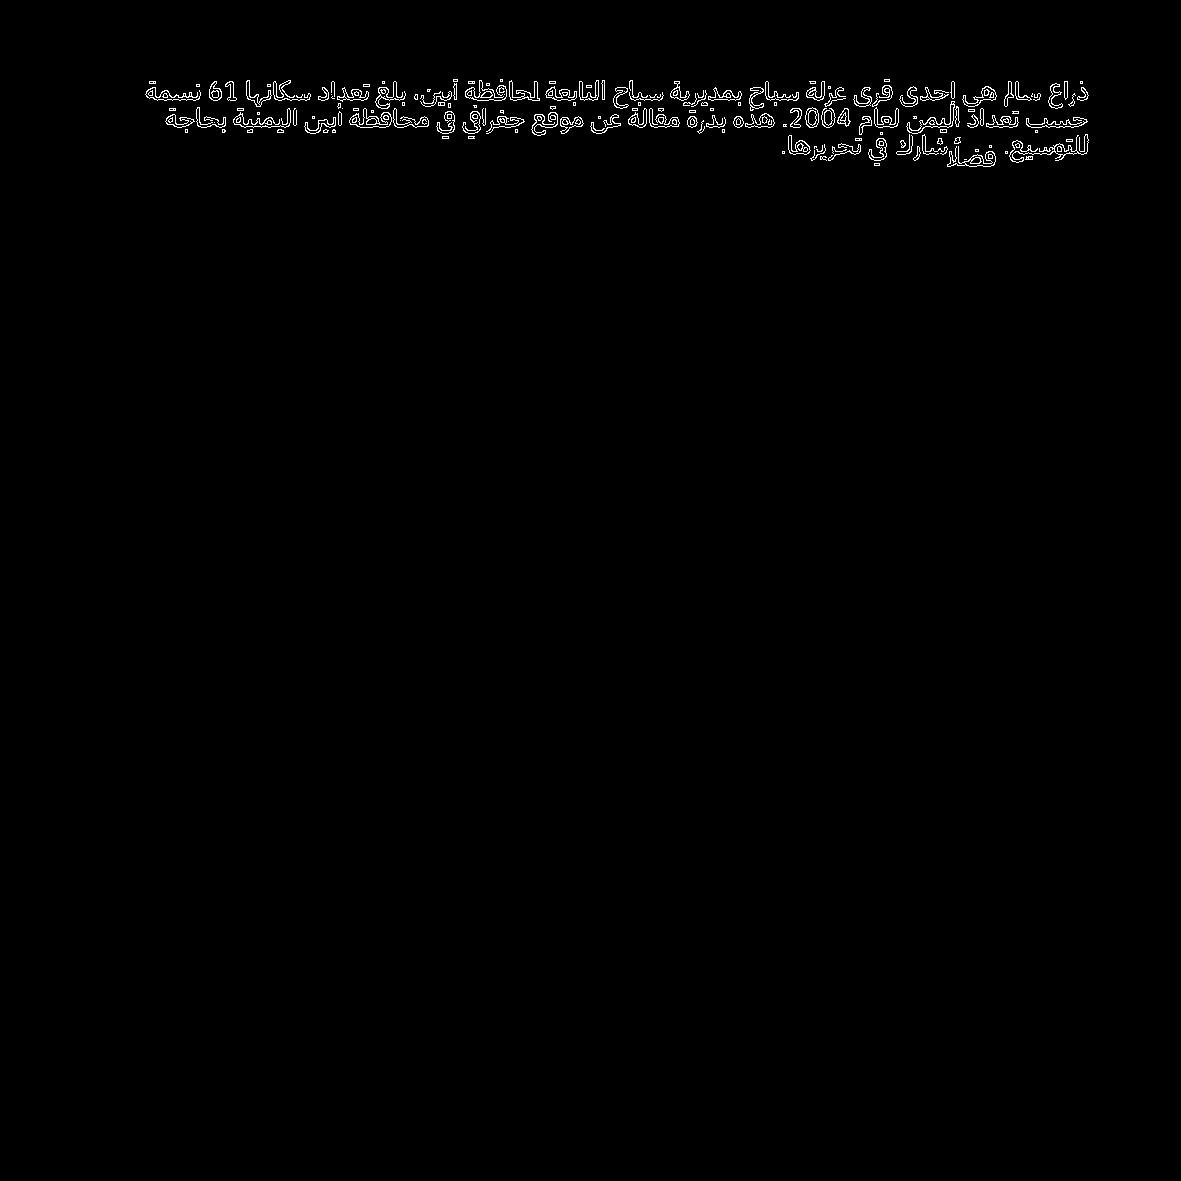 ذراع سالم هي إحدى قرى عزلة سباح بمديرية سباح التابعة لمحافظة أبين، بلغ تعداد سكانها 61 نسمة
حسب تعداد اليمن لعام 2004. هذه بذرة مقالة عن موقع جغرافي في محافظة أبين اليمنية بحاجة
للتوسيع. فضلًا شارك في تحريرها.